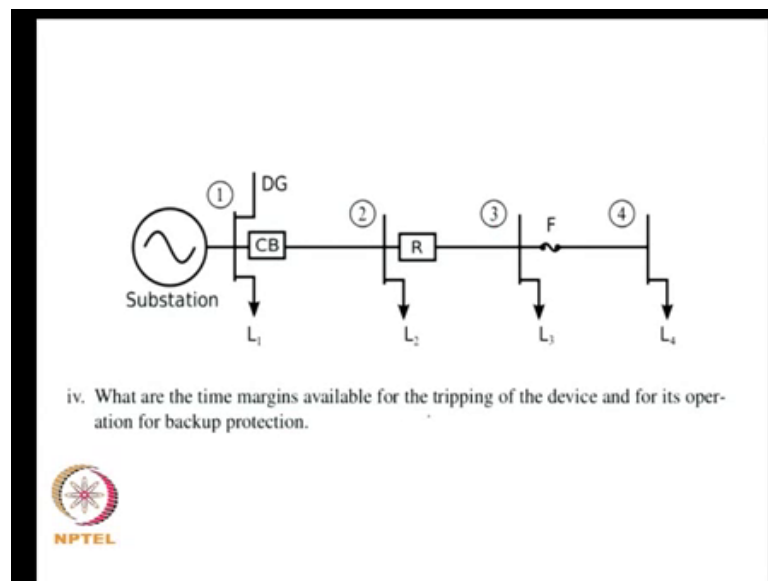 1 DG
2 3 F 4
CB R
Substation
L1 L2 L3 L4
iv. What are the time margins available for the tripping of the device and for its oper-
ation for backup protection.
NPTEL